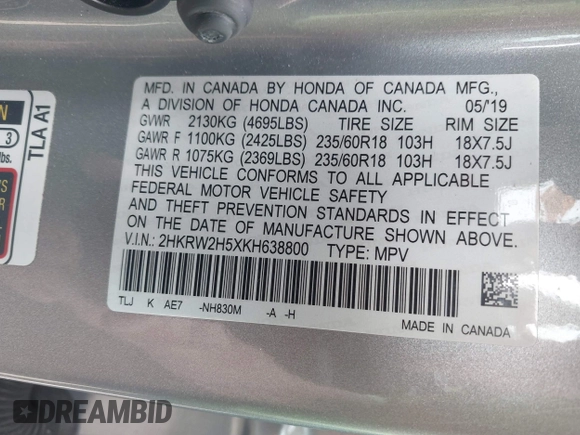 MFD. IN CANADA BY HONDA OF CANADA MFG.,
A DIVISION OF HONDA CANADA INC. 05/'19
GVWR 2130KG (4695LBS) TIRE SIZE RIM SIZE
GAWR F 1100KG (2425LBS) 235/60R18 103H 18X7.5J
GAWR R 1075KG (2369LBS) 235/60R18 103H 18X7.5J
THIS VEHICLE CONFORMS TO ALL APPLICABLE
FEDERAL MOTOR VEHICLE SAFETY
AND THEFT PREVENTION STANDARDS IN EFFECT
ON THE DATE OF MANUFACTURE SHOWN ABOVE.
V.I.N.: 2HKRW2H5XKH638800 TYPE: MPV
TLJ K AE7 -NH830M -A -H
MADE IN CANADA
TLA A1
3
lbs.
DREAMBID